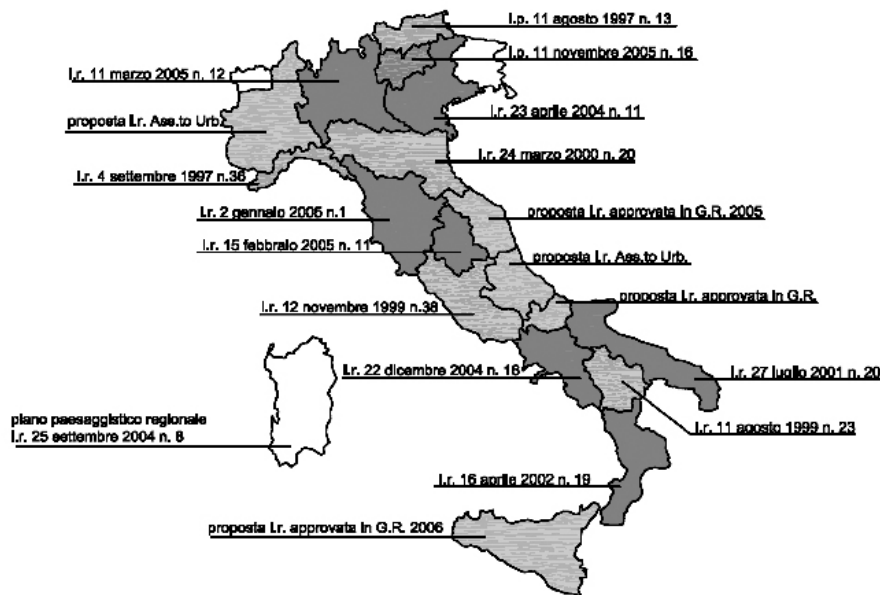 l.p. 11 agosto 1997 n. 13
l.p. 11 novembre 2005 n. 16
l.r. 11 marzo 2005 n. 12
l.r. 23 aprile 2004 n. 11
proposta l.r. Ass.to Urb.
l.r. 24 marzo 2000 n. 20
l.r. 4 settembre 1997 n.36
l.r. 2 gennaio 2005 n.1
proposta l.r. approvata in G.R. 2005
l.r. 15 febbraio 2005 n. 11
proposta l.r. Ass.to Urb.
proposta l.r. approvata in G.R.
l.r. 12 novembre 1999 n.38
l.r. 22 dicembre 2004 n. 16
l.r. 27 luglio 2001 n. 20
plano paesaggistico regionale
l.r. 25 settembre 2004 n. 8
l.r. 11 agosto 1999 n. 23
l.r. 16 aprile 2002 n. 19
proposta l.r. approvata in G.R. 2006